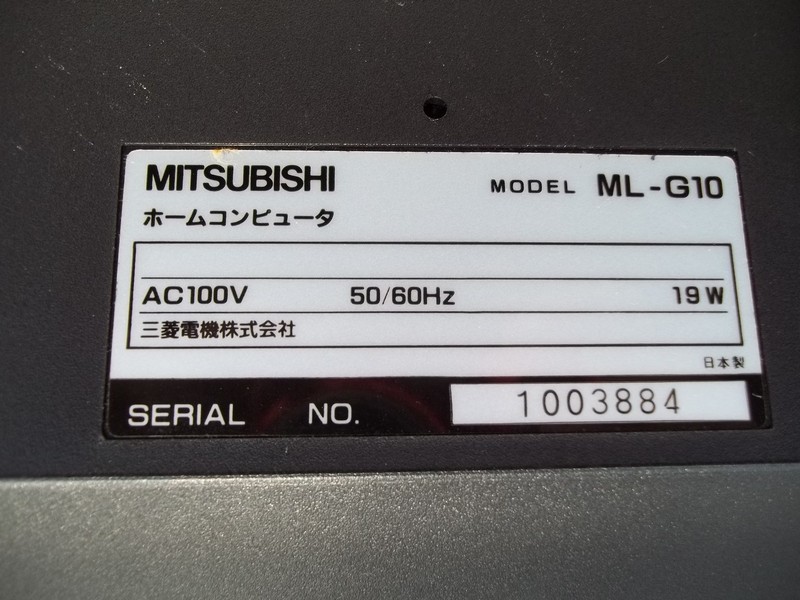 MITSUBISHI MODEL ML-G10
ホームコンピュータ
AC100V 50/60Hz 19W
三菱電機株式会社
日本製
SERIAL NO. 1003884